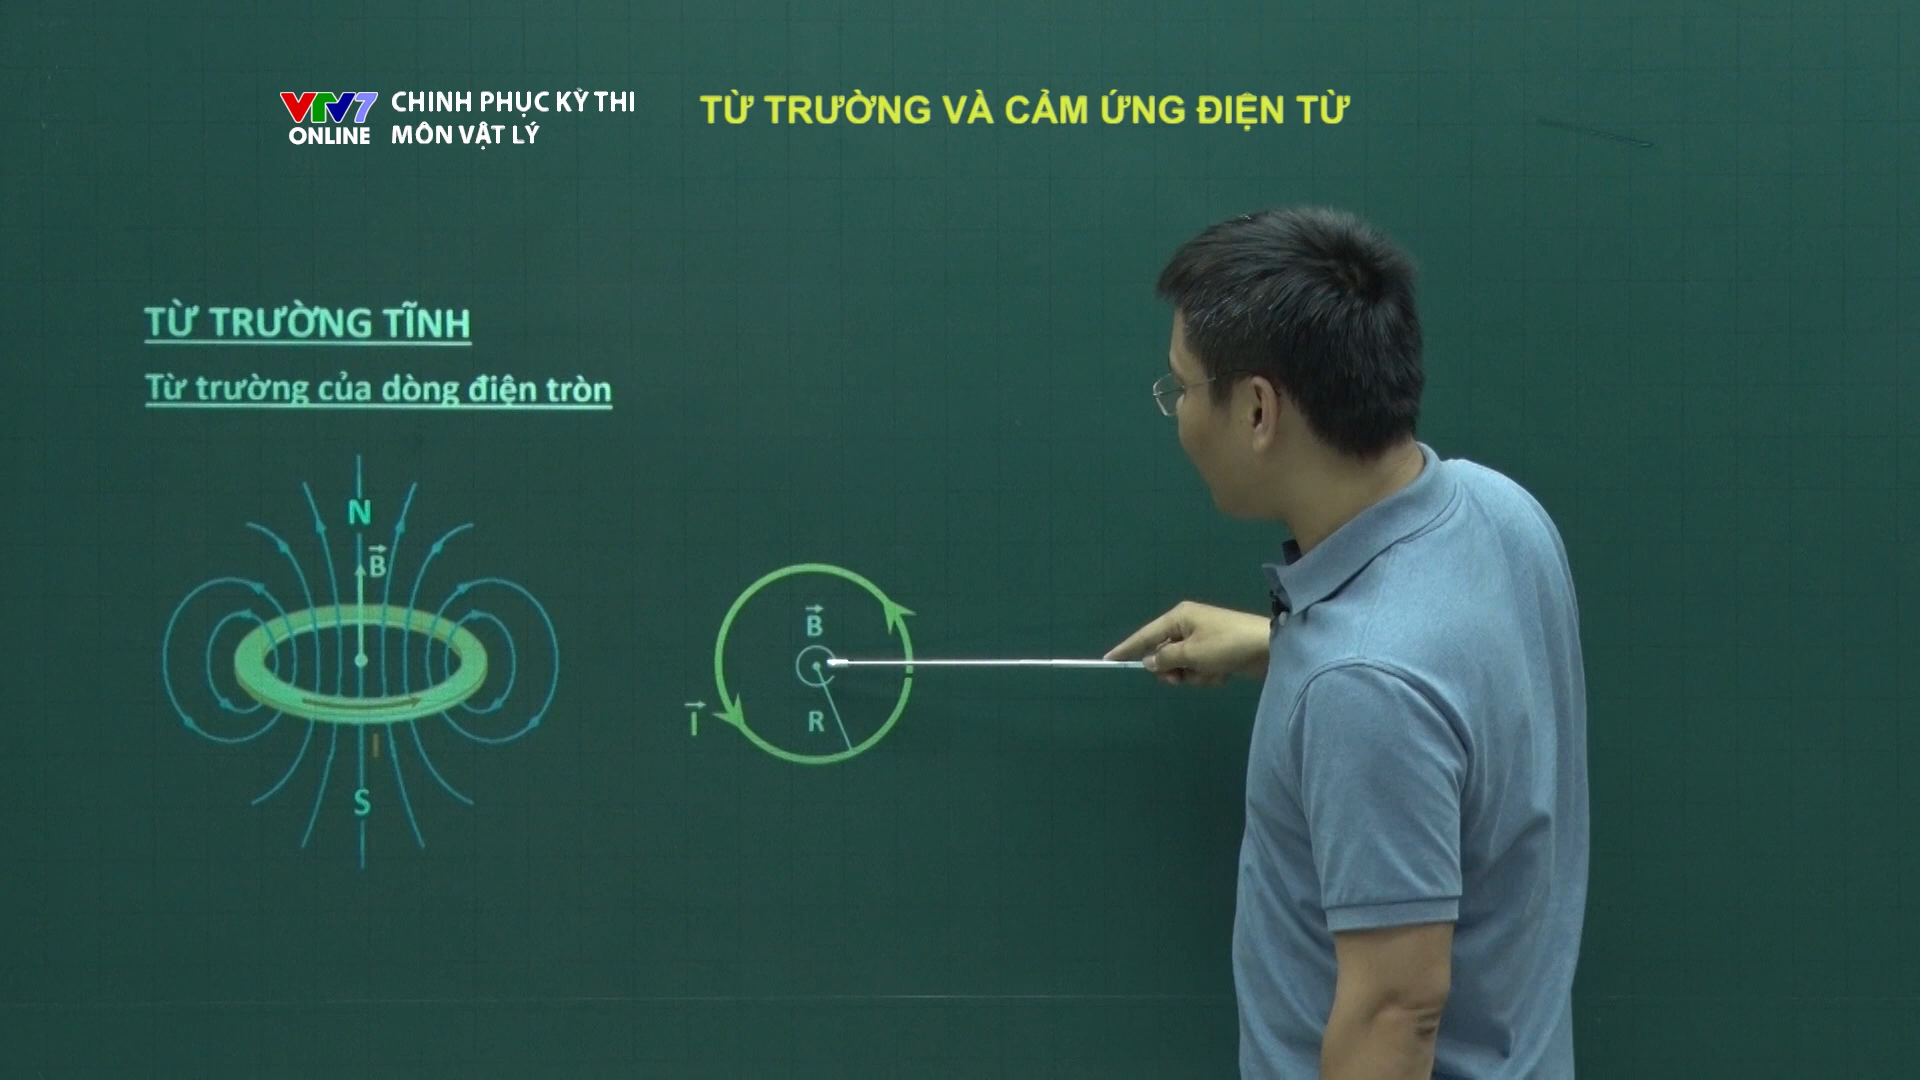 VTV7
ONLINE
CHINH PHỤC KỲ THI
MÔN VẬT LÝ
TỪ TRƯỜNG VÀ CẢM ỨNG ĐIỆN TỪ
TỪ TRƯỜNG TĨNH
Từ trường của dòng điện tròn
N
B⃗
I
S
B⃗
R
I⃗